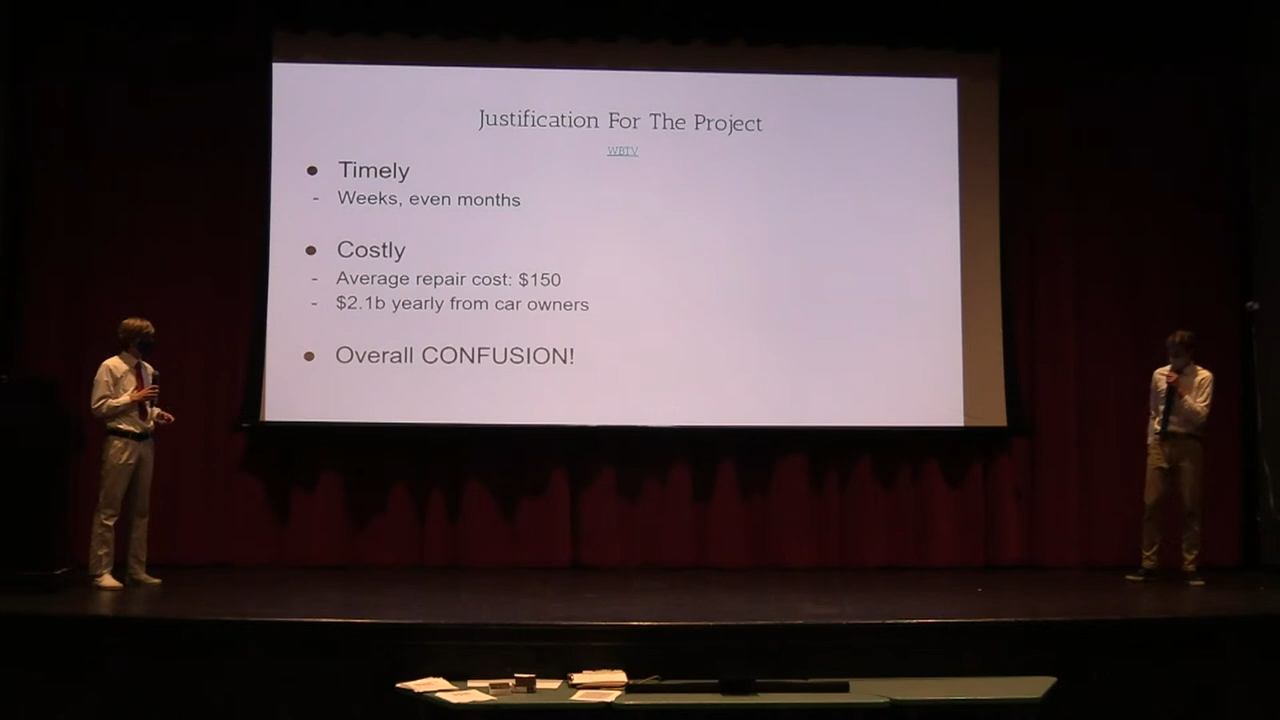 Justification For The Project
WBTV
● Timely
- Weeks, even months
● Costly
- Average repair cost: $150
- $2.1b yearly from car owners
● Overall CONFUSION!